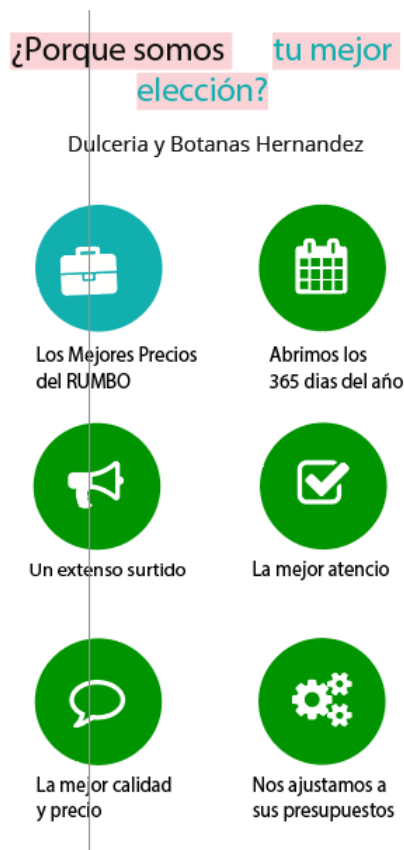 ¿Porque somos tu mejor
elección?
Dulceria y Botanas Hernandez
Los Mejores Precios
del RUMBO
Abrimos los
365 dias del año
Un extenso surtido
La mejor atencio
La mejor calidad
y precio
Nos ajustamos a
sus presupuestos